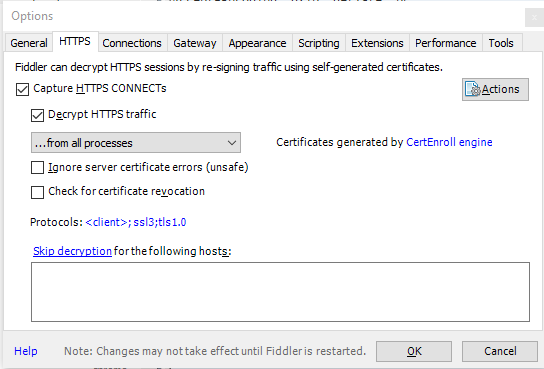 Options
General HTTPS Connections Gateway Appearance Scripting Extensions Performance Tools
Fiddler can decrypt HTTPS sessions by re-signing traffic using self-generated certificates.
Capture HTTPS CONNECTs Actions
Decrypt HTTPS traffic
...from all processes Certificates generated by CertEnroll engine
Ignore server certificate errors (unsafe)
Check for certificate revocation
Protocols: <client>; ssl3;tls1.0
Skip decryption for the following hosts:
Help Note: Changes may not take effect until Fiddler is restarted. OK Cancel